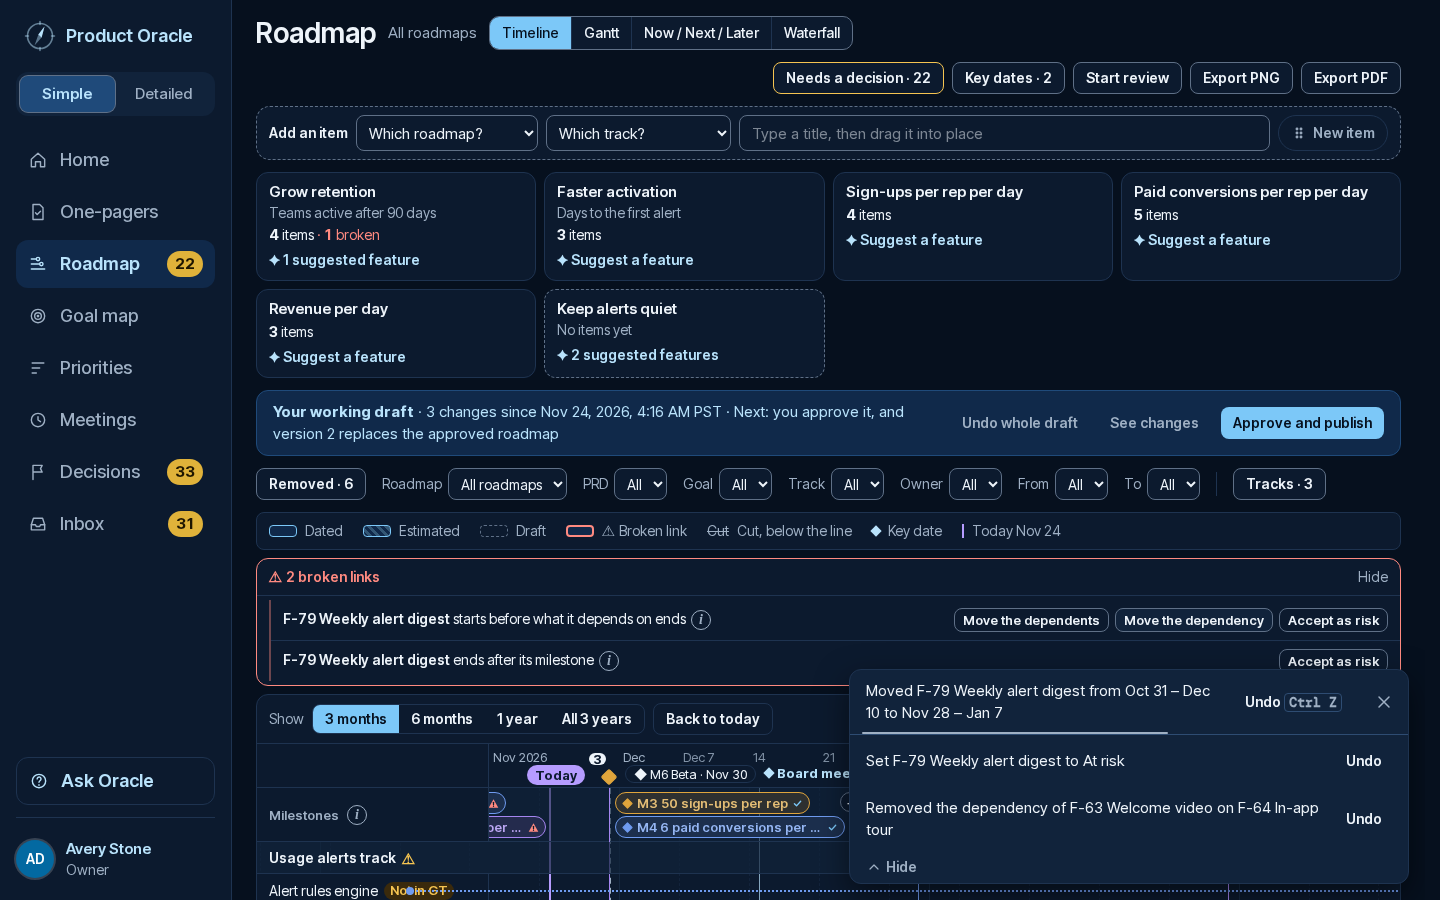 Product Oracle
Simple
Detailed
Home
One-pagers
Roadmap 22
Goal map
Priorities
Meetings
Decisions 33
Inbox 31
Ask Oracle
AD
Avery Stone
Owner
Roadmap All roadmaps
Timeline Gantt Now / Next / Later Waterfall
Needs a decision · 22 Key dates · 2 Start review Export PNG Export PDF
Add an item Which roadmap? Which track? Type a title, then drag it into place New item
Grow retention
Teams active after 90 days
4 items · 1 broken
1 suggested feature
Faster activation
Days to the first alert
3 items
Suggest a feature
Sign-ups per rep per day
4 items
Suggest a feature
Paid conversions per rep per day
5 items
Suggest a feature
Revenue per day
3 items
Suggest a feature
Keep alerts quiet
No items yet
2 suggested features
Your working draft · 3 changes since Nov 24, 2026, 4:16 AM PST · Next: you approve it, and
version 2 replaces the approved roadmap
Undo whole draft See changes Approve and publish
Removed · 6 Roadmap All roadmaps PRD All Goal All Track All Owner All From All To All Tracks · 3
Dated Estimated Draft Broken link Cut Cut, below the line Key date Today Nov 24
2 broken links Hide
F-79 Weekly alert digest starts before what it depends on ends i Move the dependents Move the dependency Accept as risk
F-79 Weekly alert digest ends after its milestone i Accept as risk
Show 3 months 6 months 1 year All 3 years Back to today
Nov 2026 3 Dec Dec 7 14 21
Today M6 Beta · Nov 30 Board mee
Milestones i
M3 50 sign-ups per rep
per ... M4 6 paid conversions per ...
Usage alerts track
Alert rules engine Not in GT
Moved F-79 Weekly alert digest from Oct 31 – Dec
10 to Nov 28 – Jan 7
Undo Ctrl Z
Set F-79 Weekly alert digest to At risk Undo
Removed the dependency of F-63 Welcome video on F-64 In-app
tour
Undo
Hide